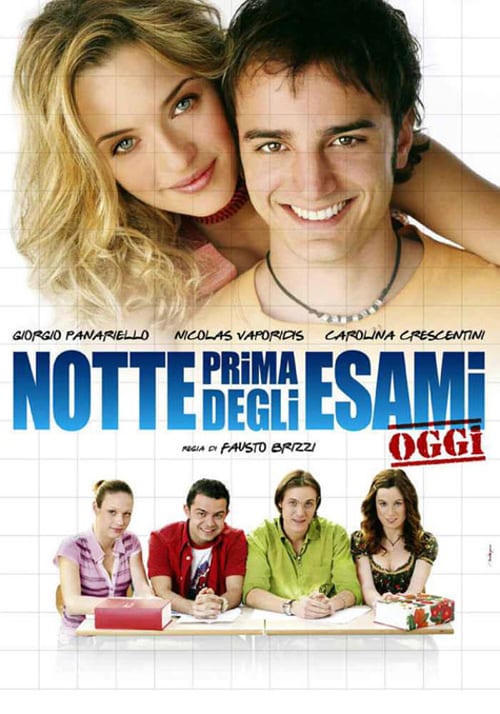 GIORGIO PANARIELLO NICOLAS VAPORIDIS CAROLINA CRESCENTINI
NOTTE PRIMA DEGLI ESAMI
OGGI
REGIA DI FAUSTO BRIZZI